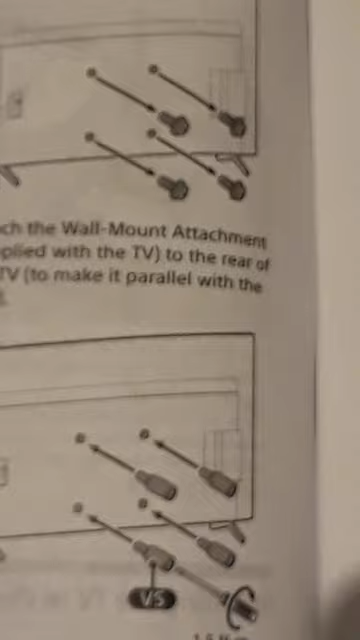 ch the Wall-Mount Attachment
plied with the TV) to the rear of
TV (to make it parallel with the